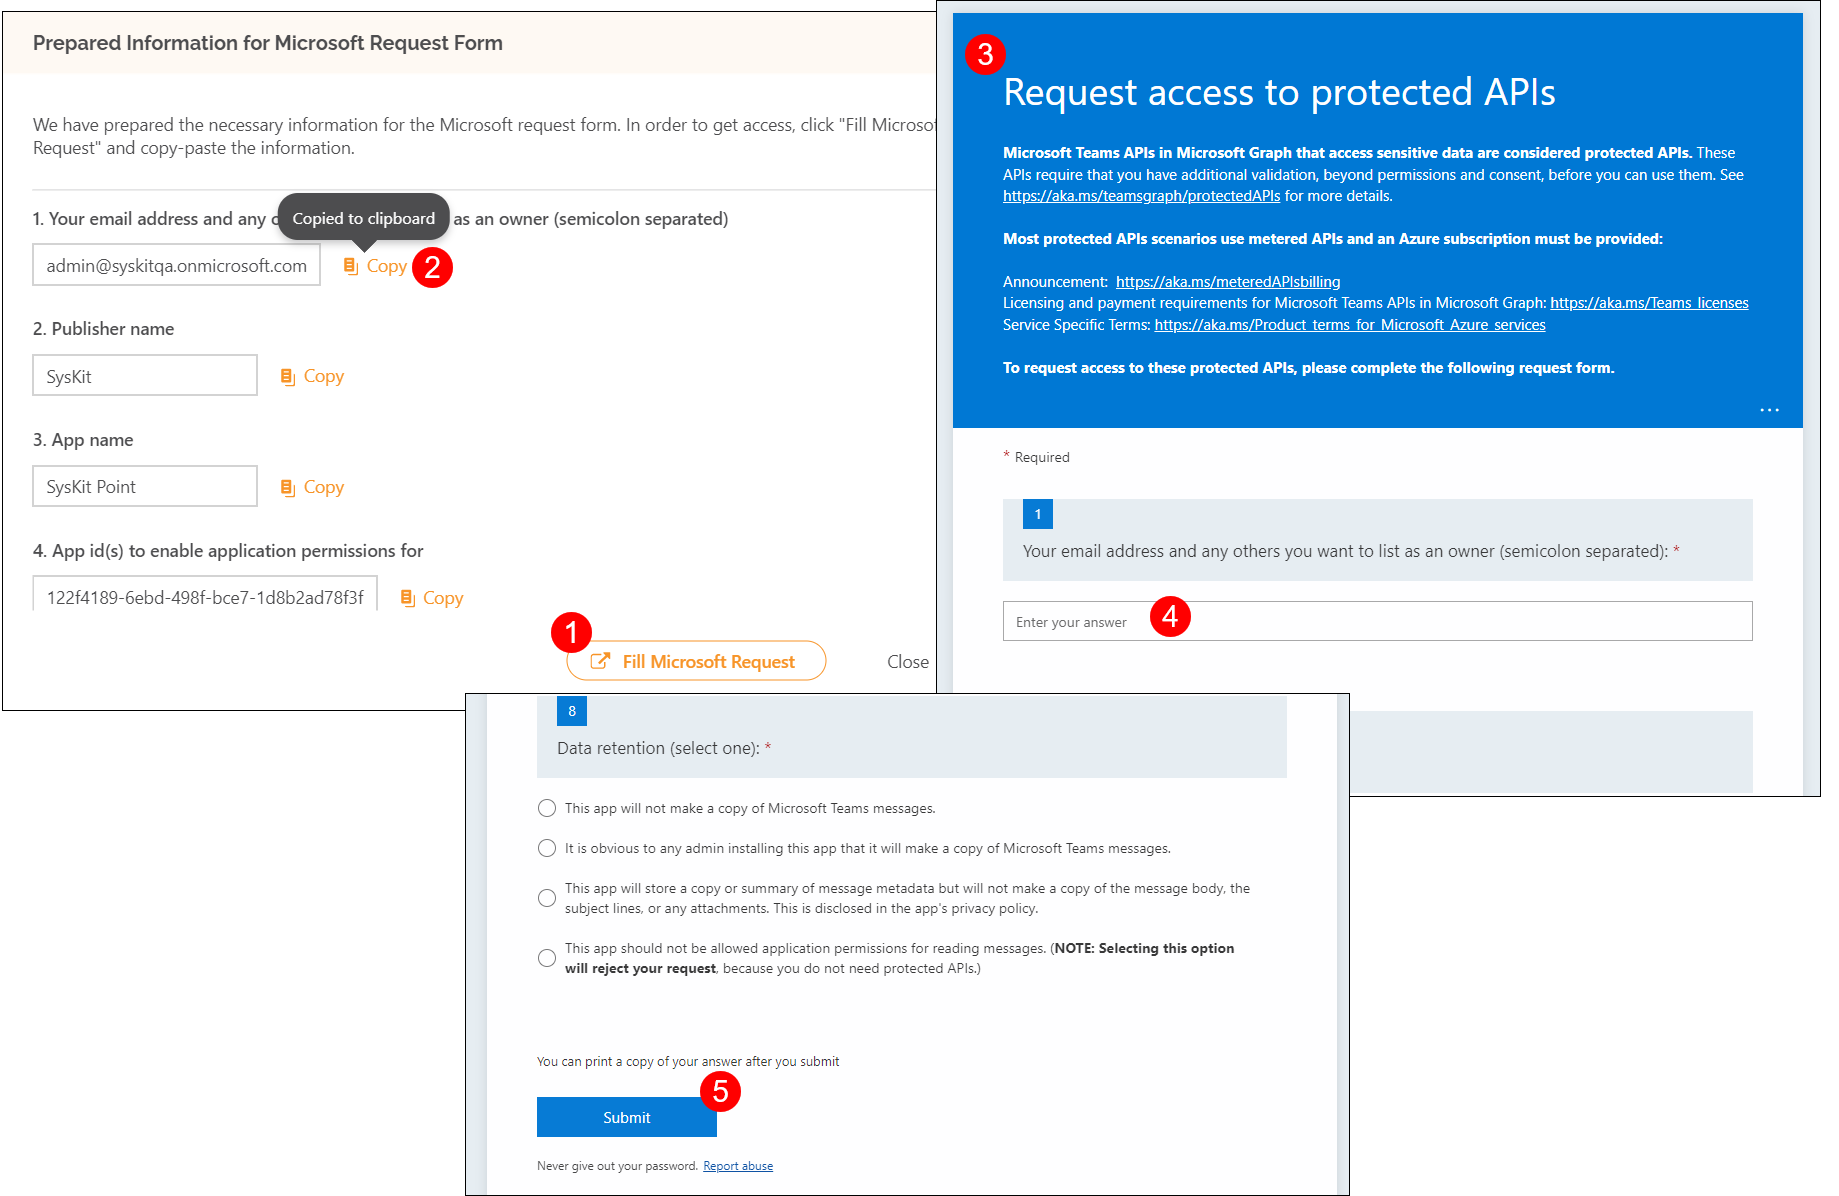 Prepared Information for Microsoft Request Form
We have prepared the necessary information for the Microsoft request form. In order to get access, click "Fill Microsof
Request" and copy-paste the information.
1. Your email address and any o
Copied to clipboard
as an owner (semicolon separated)
admin@syskitqa.onmicrosoft.com
Copy
2
2. Publisher name
SysKit
Copy
3. App name
SysKit Point
Copy
4. App id(s) to enable application permissions for
122f4189-6ebd-498f-bce7-1d8b2ad78f3f
Copy
1
Fill Microsoft Request
Close
3
Request access to protected APIs
Microsoft Teams APIs in Microsoft Graph that access sensitive data are considered protected APIs. These
APIs require that you have additional validation, beyond permissions and consent, before you can use them. See
https://aka.ms/teamsgraph/protectedAPIs for more details.
Most protected APIs scenarios use metered APIs and an Azure subscription must be provided:
Announcement: https://aka.ms/meteredAPIsbilling
Licensing and payment requirements for Microsoft Teams APIs in Microsoft Graph: https://aka.ms/Teams_licenses
Service Specific Terms: https://aka.ms/Product_terms_for_Microsoft_Azure_services
To request access to these protected APIs, please complete the following request form.
...
* Required
1
Your email address and any others you want to list as an owner (semicolon separated): *
Enter your answer
4
8
Data retention (select one): *
This app will not make a copy of Microsoft Teams messages.
It is obvious to any admin installing this app that it will make a copy of Microsoft Teams messages.
This app will store a copy or summary of message metadata but will not make a copy of the message body, the
subject lines, or any attachments. This is disclosed in the app's privacy policy.
This app should not be allowed application permissions for reading messages. (NOTE: Selecting this option
will reject your request, because you do not need protected APIs.)
You can print a copy of your answer after you submit
5
Submit
Never give out your password. Report abuse